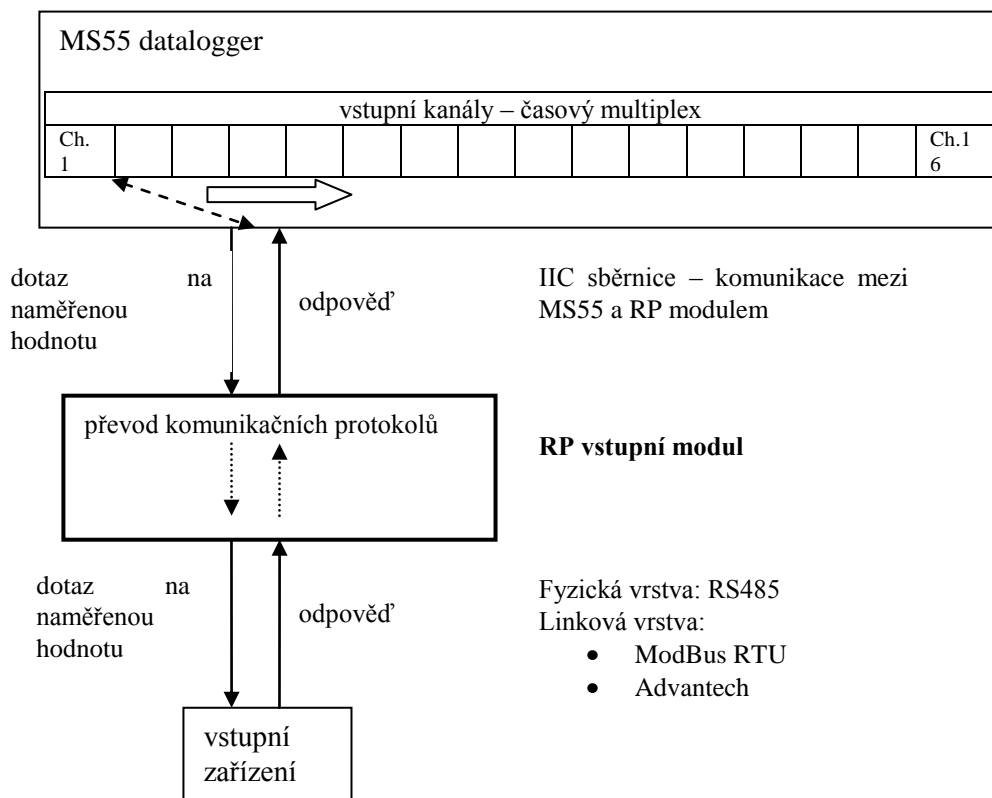 MS55 datalogger
vstupní kanály – časový multiplex
Ch.
1
Ch.1
6
dotaz na
naměřenou
hodnotu
odpověď
IIC sběrnice – komunikace mezi
MS55 a RP modulem
převod komunikačních protokolů
RP vstupní modul
dotaz na
naměřenou
hodnotu
odpověď
Fyzická vrstva: RS485
Linková vrstva:
• ModBus RTU
• Advantech
vstupní
zařízení